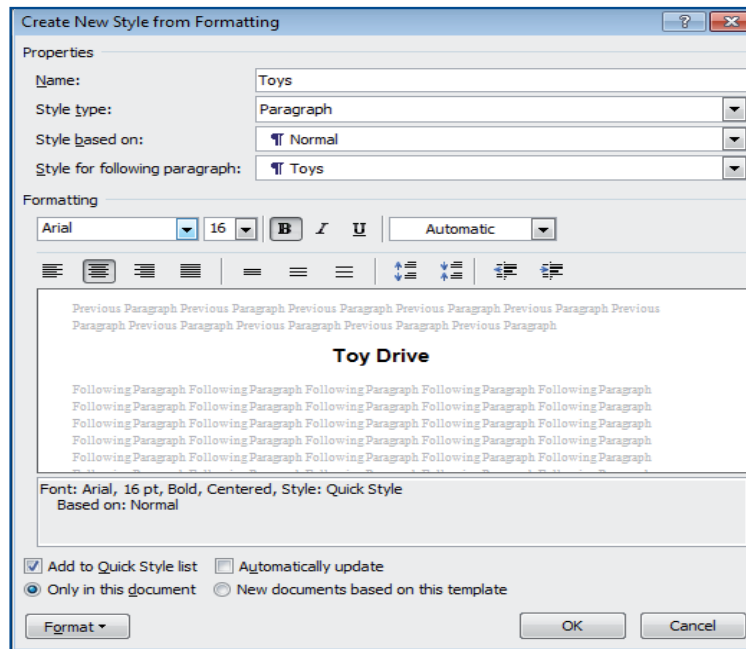 Create New Style from Formatting
Properties
Name: Toys
Style type: Paragraph
Style based on: ¶ Normal
Style for following paragraph: ¶ Toys
Formatting
Arial 16 B I U Automatic
Previous Paragraph Previous Paragraph Previous Paragraph Previous Paragraph Previous Paragraph Previous
Paragraph Previous Paragraph Previous Paragraph Previous Paragraph Previous Paragraph
Toy Drive
Following Paragraph Following Paragraph Following Paragraph Following Paragraph Following Paragraph
Following Paragraph Following Paragraph Following Paragraph Following Paragraph Following Paragraph
Following Paragraph Following Paragraph Following Paragraph Following Paragraph Following Paragraph
Following Paragraph Following Paragraph Following Paragraph Following Paragraph Following Paragraph
Following Paragraph Following Paragraph Following Paragraph Following Paragraph Following Paragraph
Font: Arial, 16 pt, Bold, Centered, Style: Quick Style
Based on: Normal
Add to Quick Style list Automatically update
Only in this document New documents based on this template
Format OK Cancel